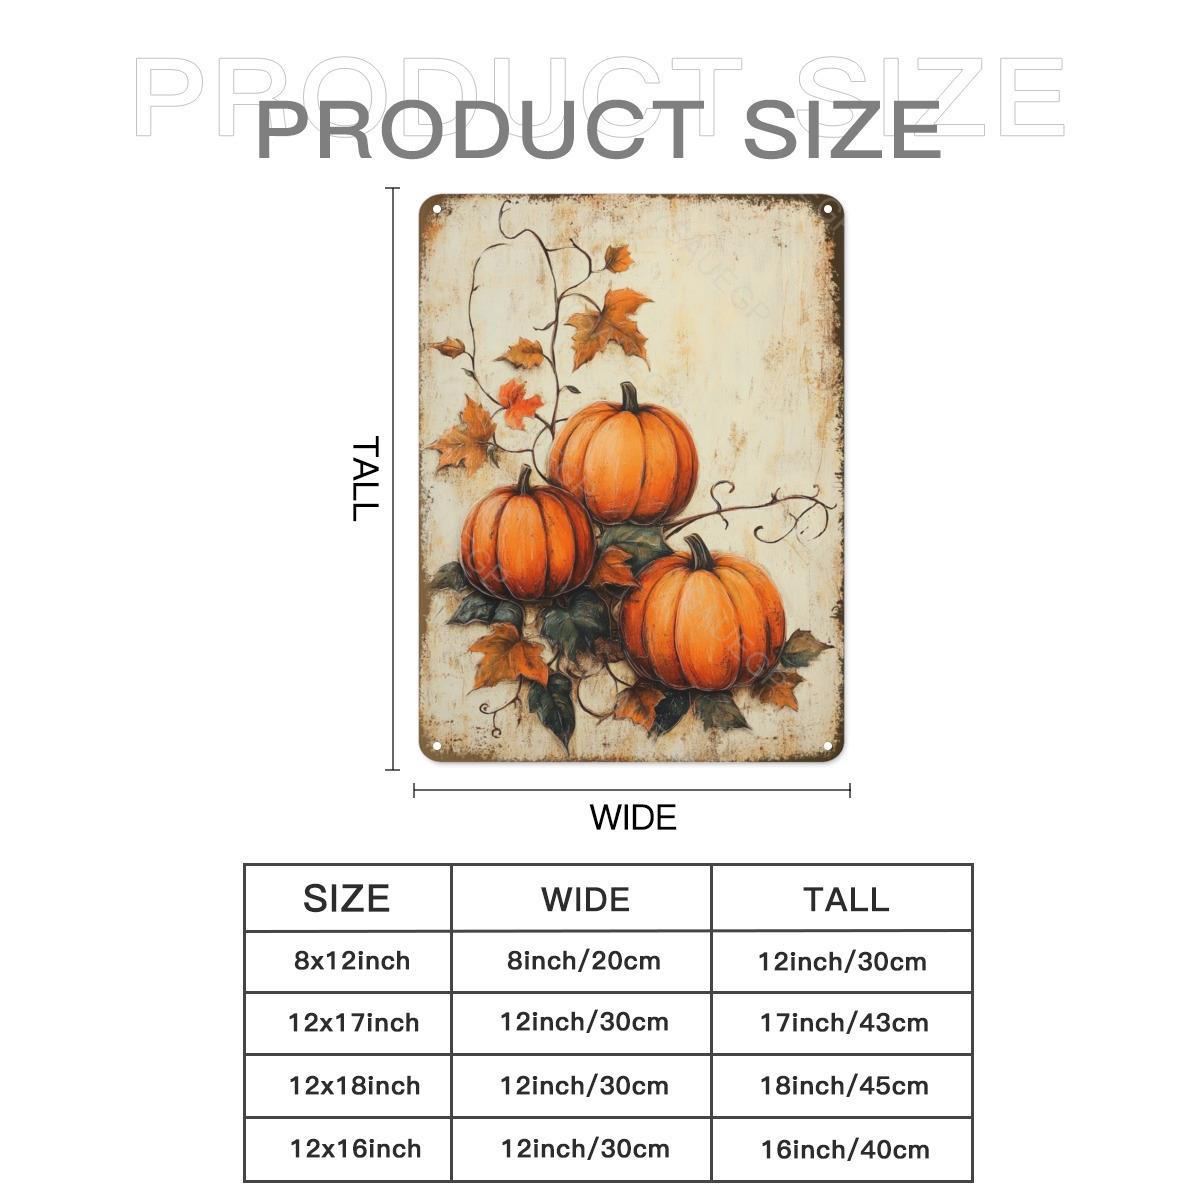 PRODUCT SIZE
PRODUCT SIZE
TALL
WIDE
SIZE WIDE TALL
8x12inch 8inch/20cm 12inch/30cm
12x17inch 12inch/30cm 17inch/43cm
12x18inch 12inch/30cm 18inch/45cm
12x16inch 12inch/30cm 16inch/40cm